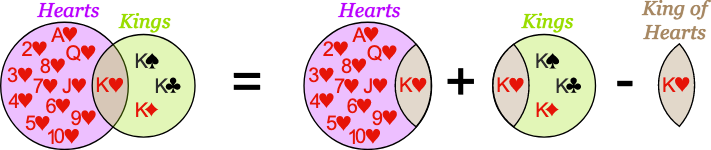 Hearts
Kings
A♥
2♥ Q♥
8♥
3♥ 7♥ J♥ K♥ K♠
K♣
4♥ 6♥
K♦
5♥ 9♥
10♥
=
Hearts
A♥
2♥ Q♥
8♥
3♥ 7♥ J♥ K♥
4♥ 6♥
5♥ 9♥
10♥
+
Kings
K♠
K♥ K♣
K♦
-
King of
Hearts
K♥